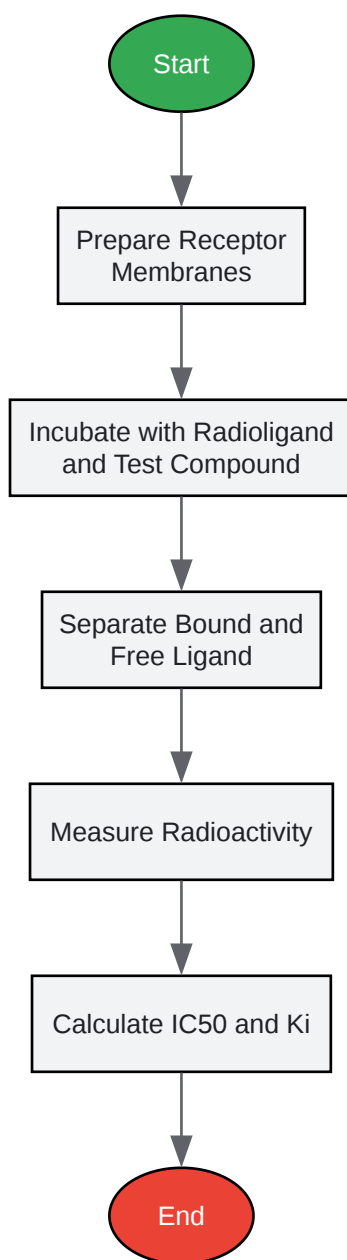 Start
Prepare Receptor
Membranes
Incubate with Radioligand
and Test Compound
Separate Bound and
Free Ligand
Measure Radioactivity
Calculate IC50 and Ki
End